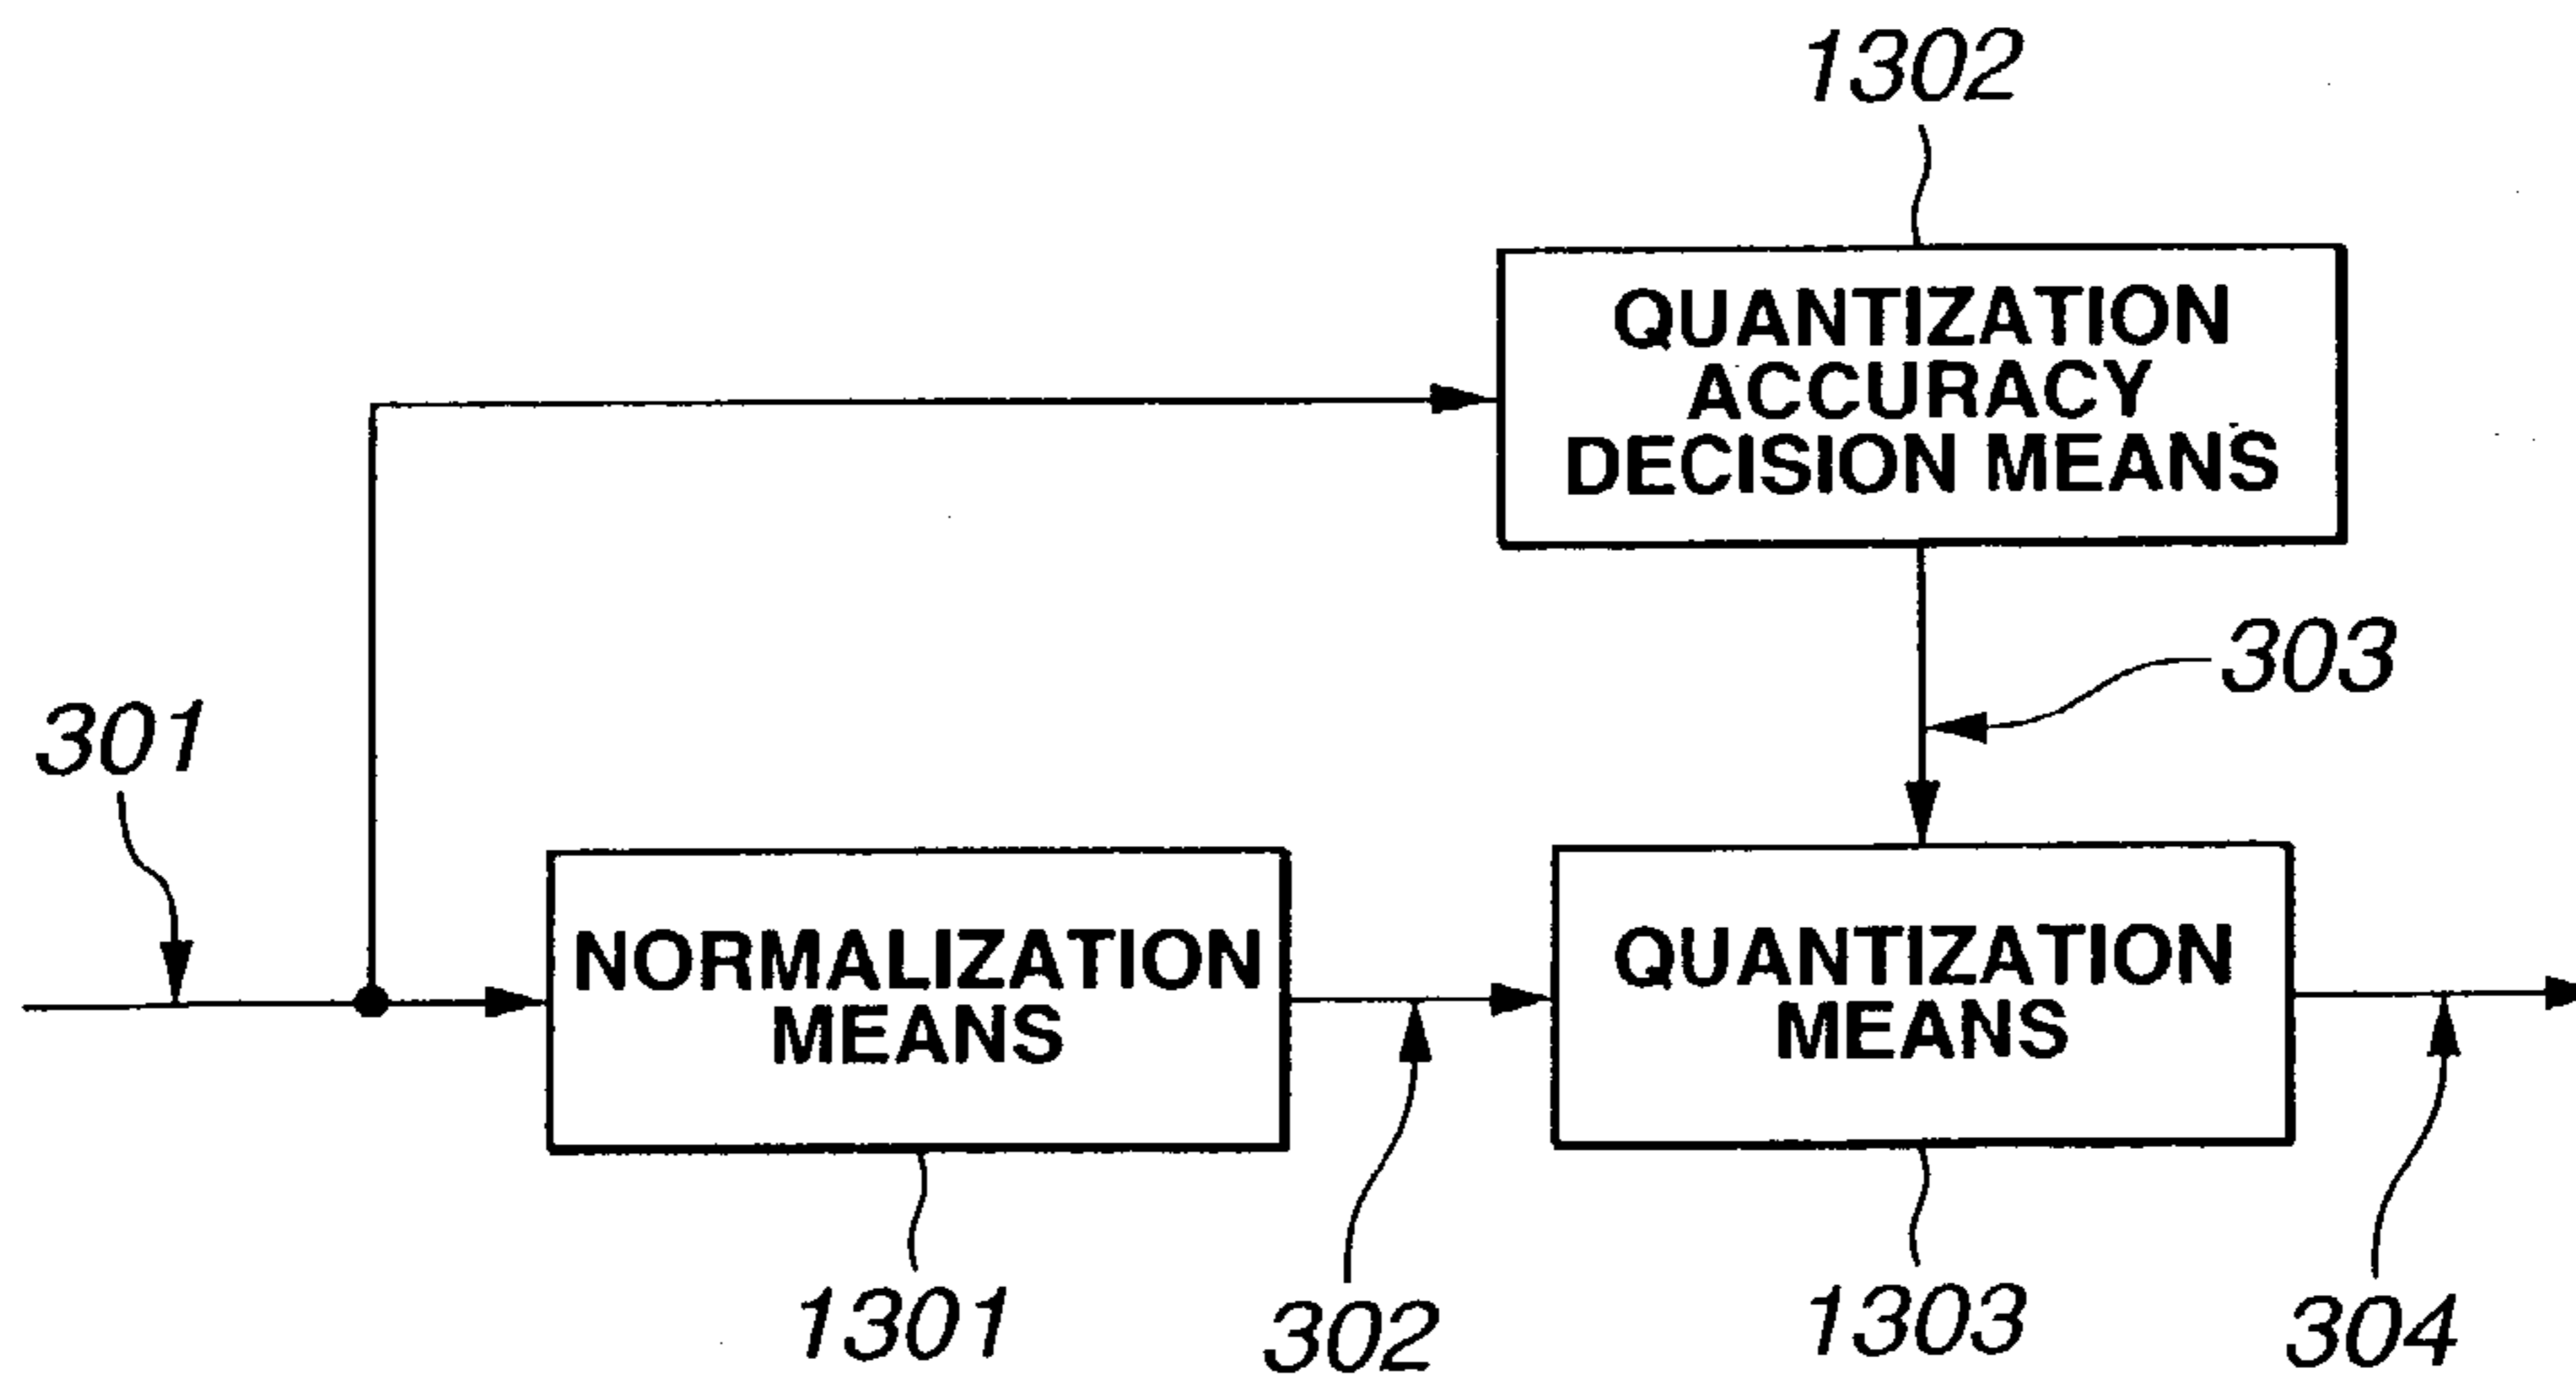 1302
QUANTIZATION
ACCURACY
DECISION MEANS
303
301
NORMALIZATION
MEANS
QUANTIZATION
MEANS
1301
302
1303
304